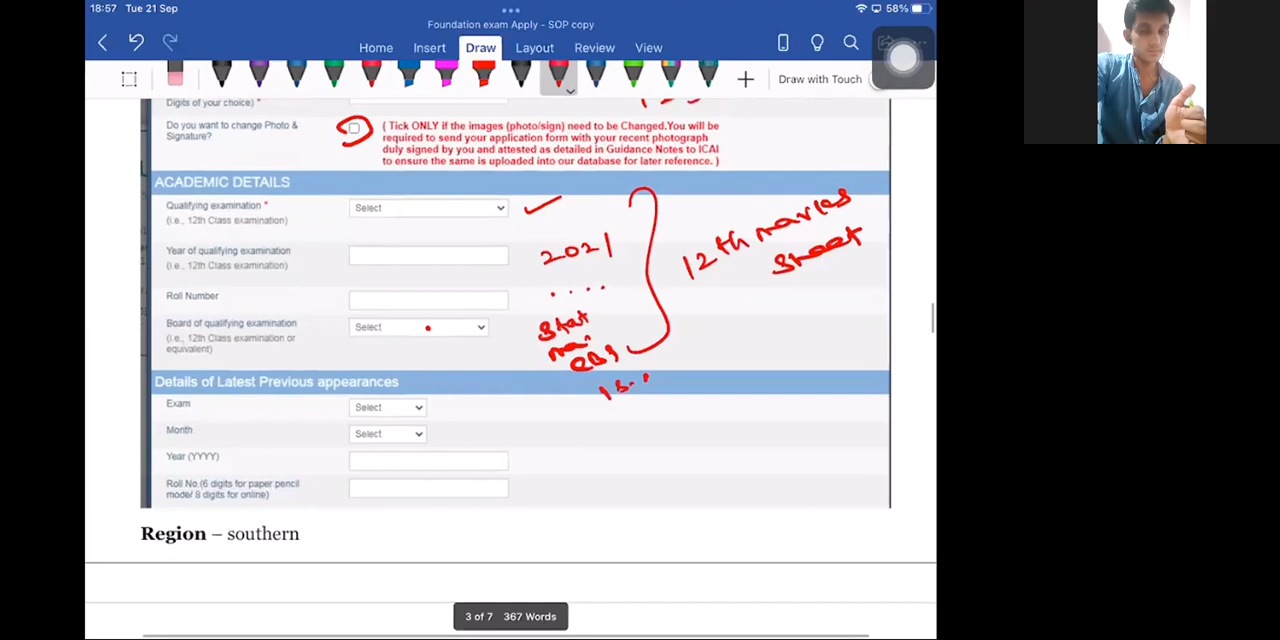 18:57 Tue 21 Sep
58%
Foundation exam Apply - SOP copy
Home Insert Draw Layout Review View
Draw with Touch
Digits of your choice) *
Do you want to change Photo &
Signature?
( Tick ONLY if the images (photo/sign) need to be Changed.You will be
required to send your application form with your recent photograph
duly signed by you and attested as detailed in Guidance Notes to ICAI
to ensure the same is uploaded into our database for later reference. )
ACADEMIC DETAILS
Qualifying examination *
(i.e., 12th Class examination)
Select
Year of qualifying examination
(i.e., 12th Class examination)
2021
12th marks
Sheet
Roll Number
Board of qualifying examination
(i.e., 12th Class examination or
equivalent)
Select
Stat
Details of Latest Previous appearances
Exam
Select
Month
Select
Year (YYYY)
Roll No.(6 digits for paper pencil
mode/ 8 digits for online)
Region – southern
3 of 7 367 Words